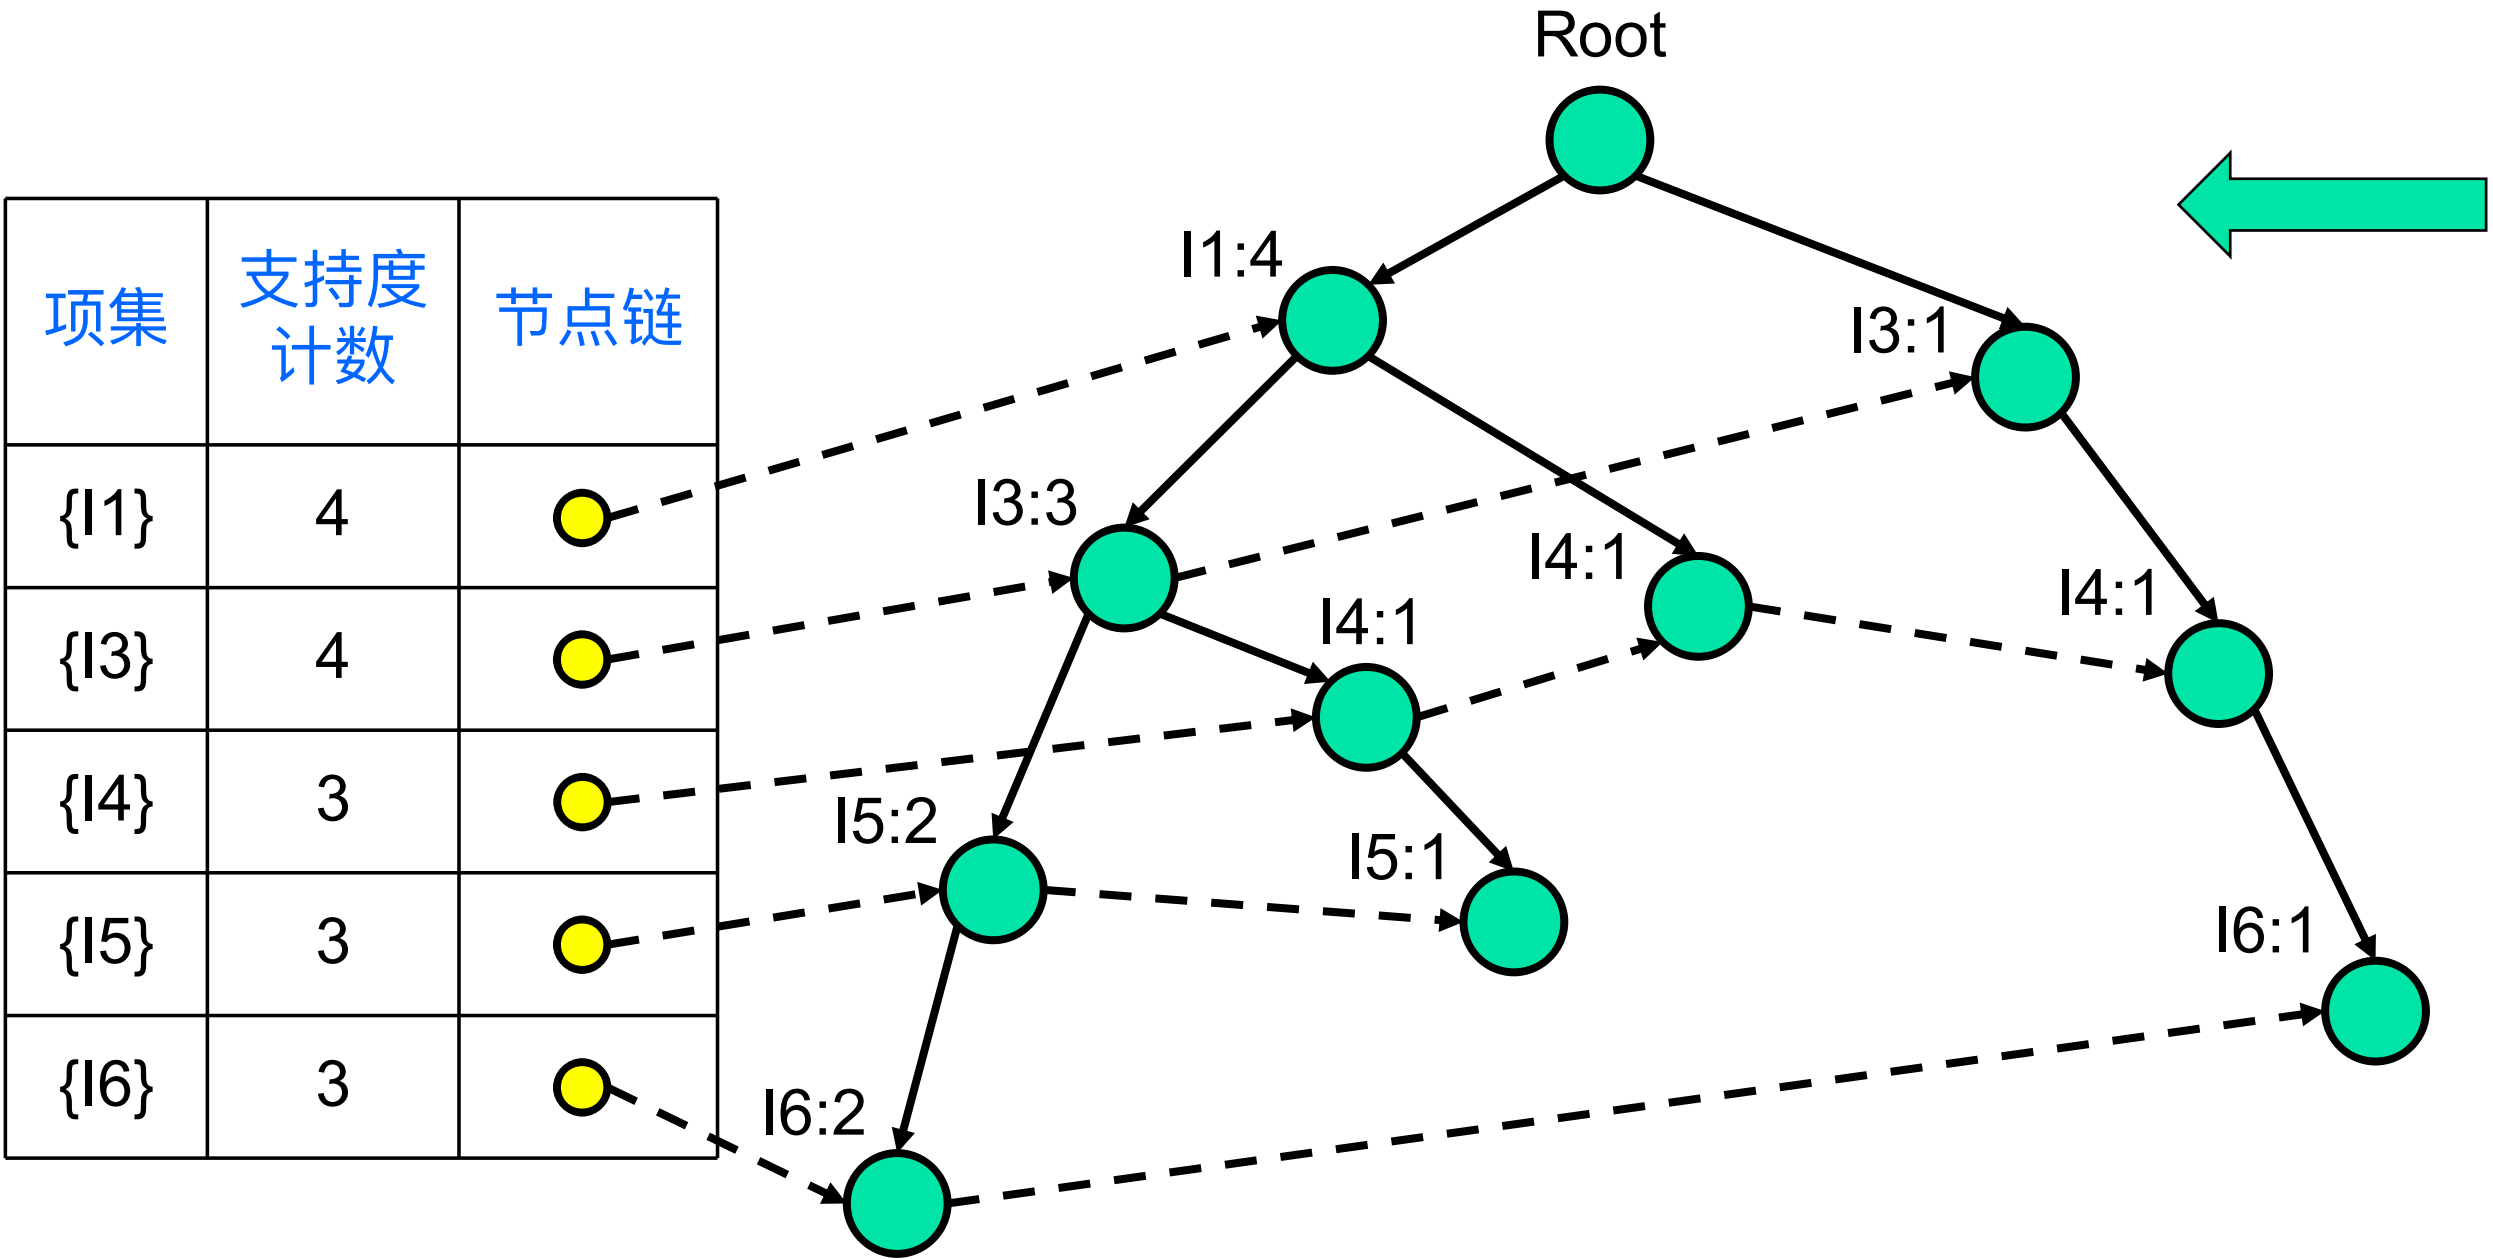 Root
项集 支持度计数 节点链
{I1} 4
{I3} 4
{I4} 3
{I5} 3
{I6} 3
I1:4
I3:1
I3:3
I4:1
I4:1
I4:1
I5:2
I5:1
I6:1
I6:2